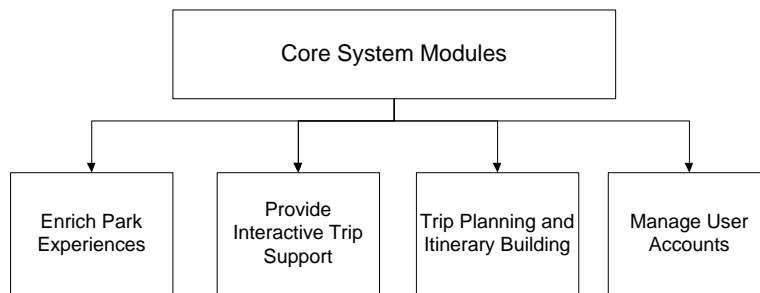 Core System Modules
Enrich Park
Experiences
Provide
Interactive Trip
Support
Trip Planning and
Itinerary Building
Manage User
Accounts